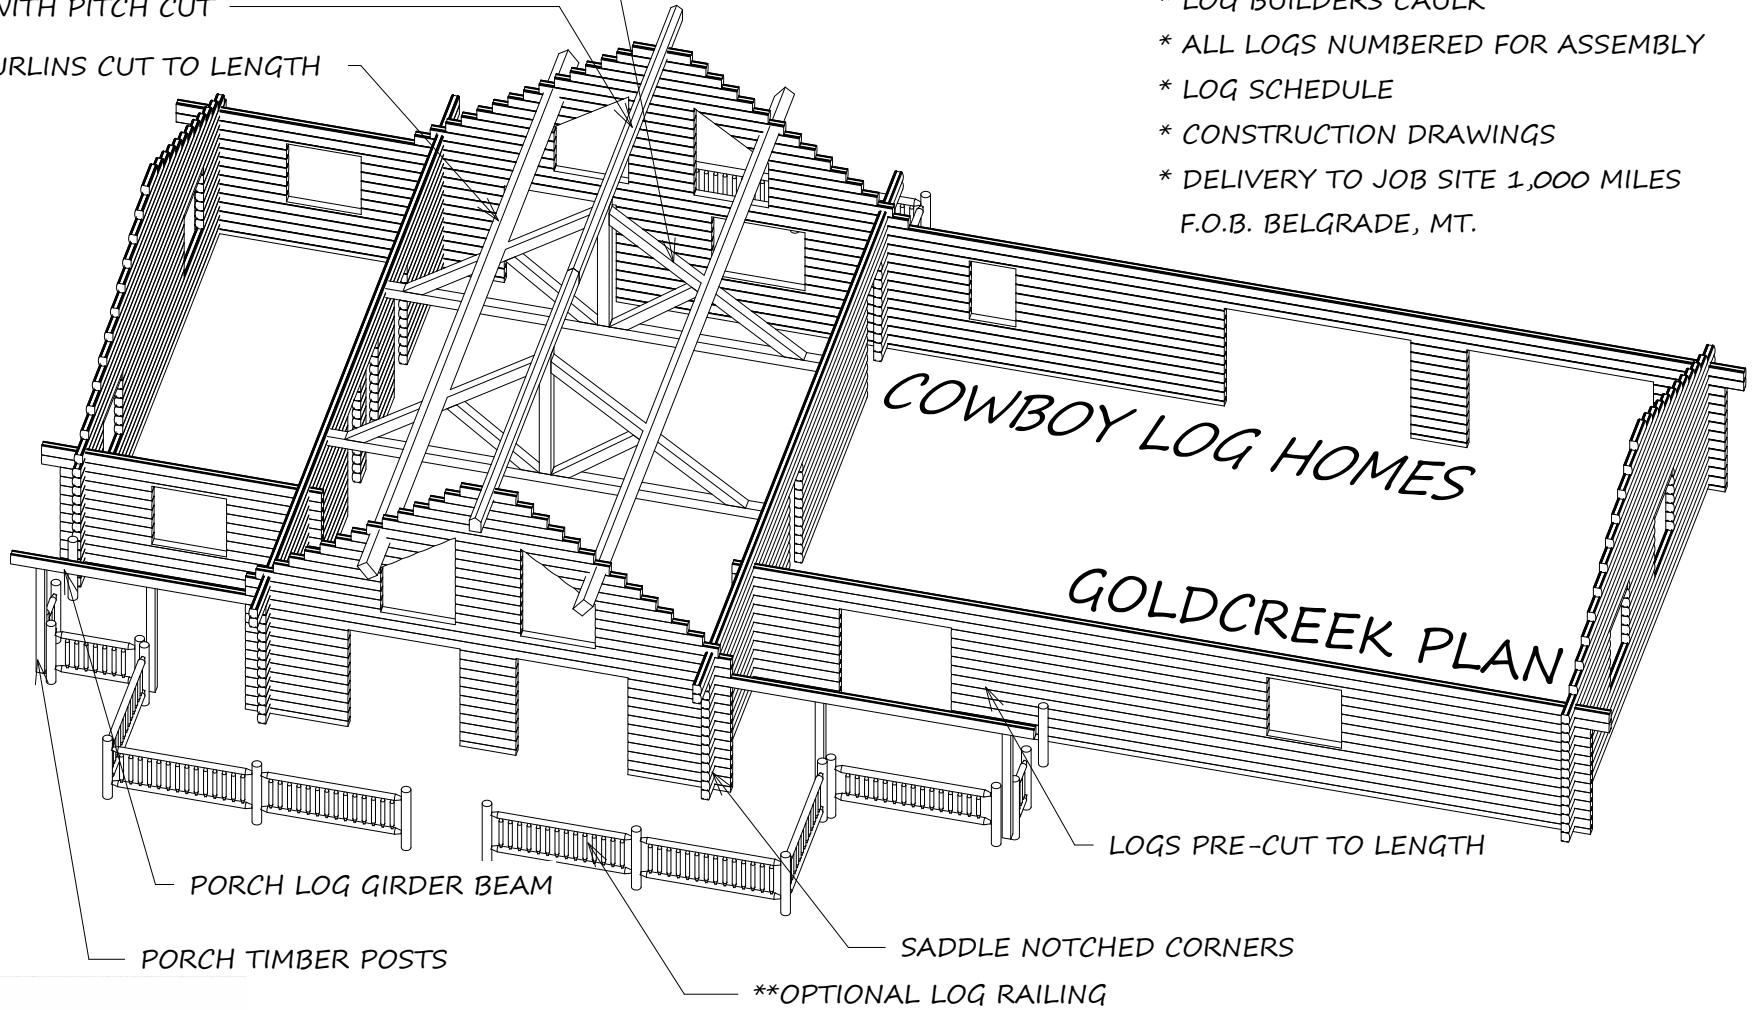 WITH PITCH CUT
CUT TO LENGTH
* LOG BUILDERS CAULK
* ALL LOGS NUMBERED FOR ASSEMBLY
* LOG SCHEDULE
* CONSTRUCTION DRAWINGS
* DELIVERY TO JOB SITE 1,000 MILES
F.O.B. BELGRADE, MT.
COWBOY LOG HOMES
GOLDCREEK PLAN
LOGS PRE-CUT TO LENGTH
PORCH LOG GIRDER BEAM
SADDLE NOTCHED CORNERS
PORCH TIMBER POSTS
**OPTIONAL LOG RAILING